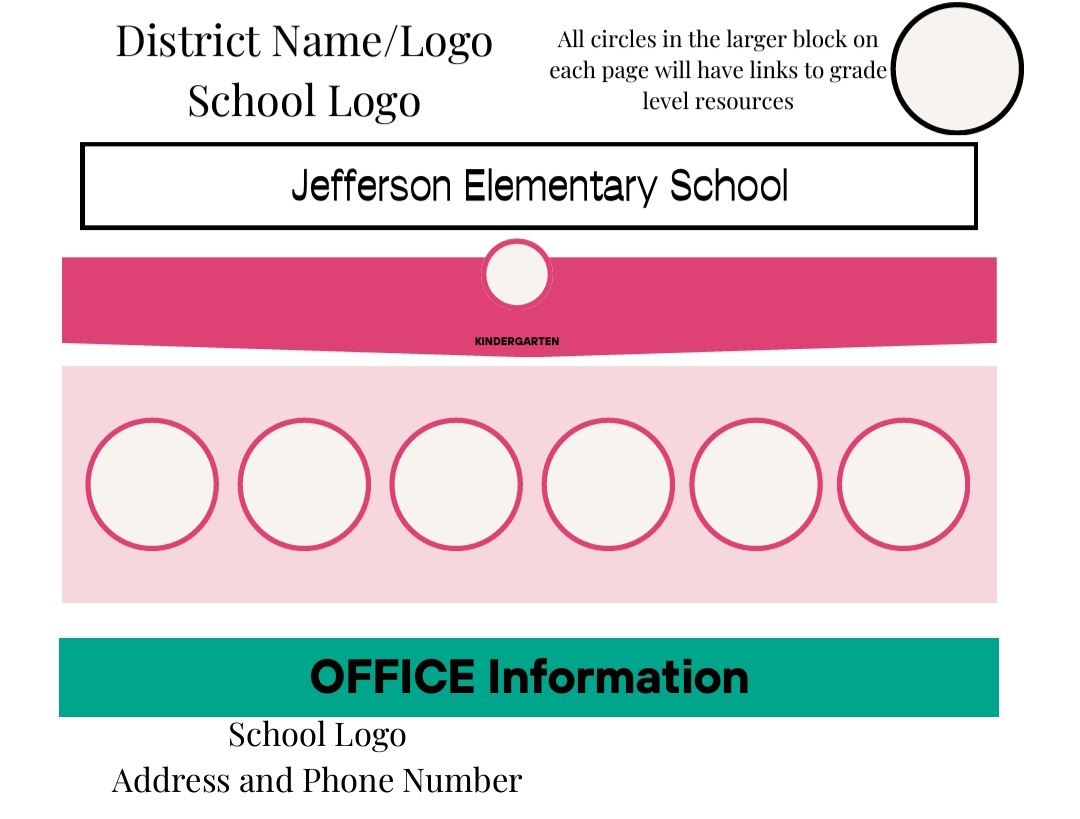 District Name/Logo
School Logo
All circles in the larger block on
each page will have links to grade
level resources
Jefferson Elementary School
KINDERGARTEN
OFFICE Information
School Logo
Address and Phone Number